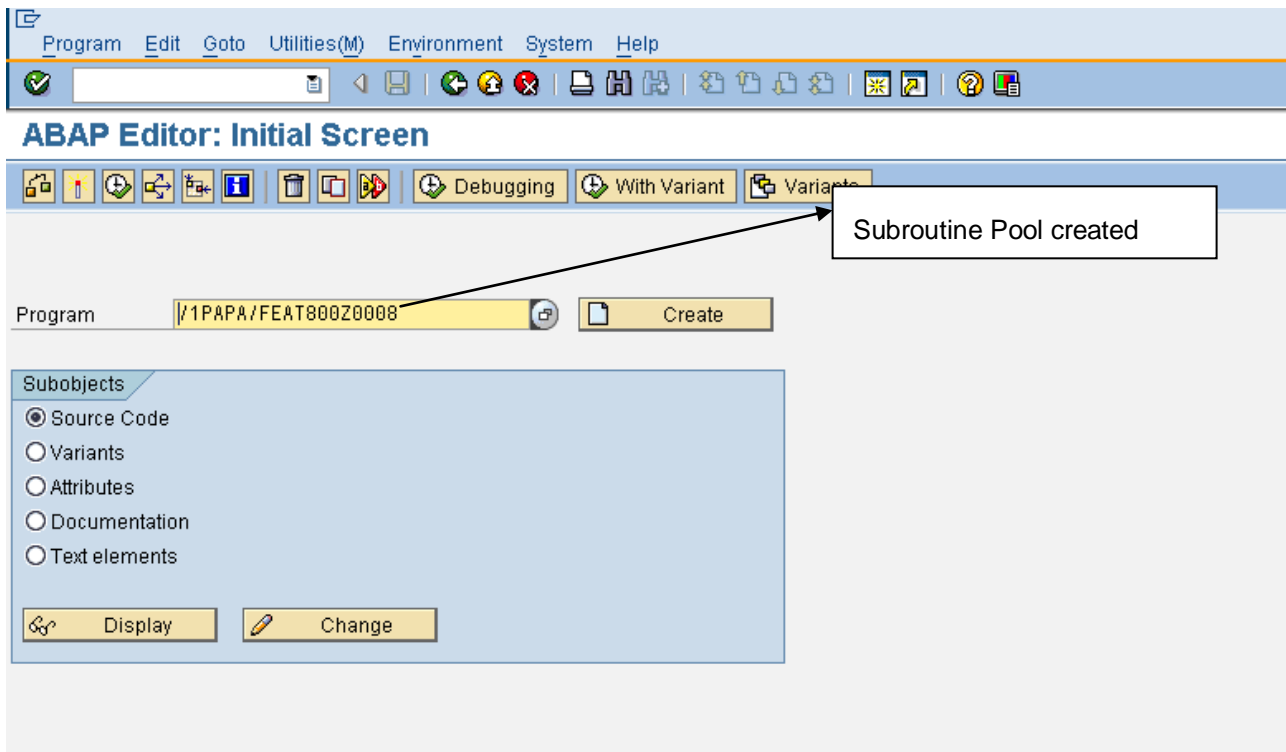 Program Edit Goto Utilities(M) Environment System Help
ABAP Editor: Initial Screen
Debugging With Variant Variants
Subroutine Pool created
Program /1PAPA/FEAT800Z0008 Create
Subobjects
Source Code
Variants
Attributes
Documentation
Text elements
Display Change